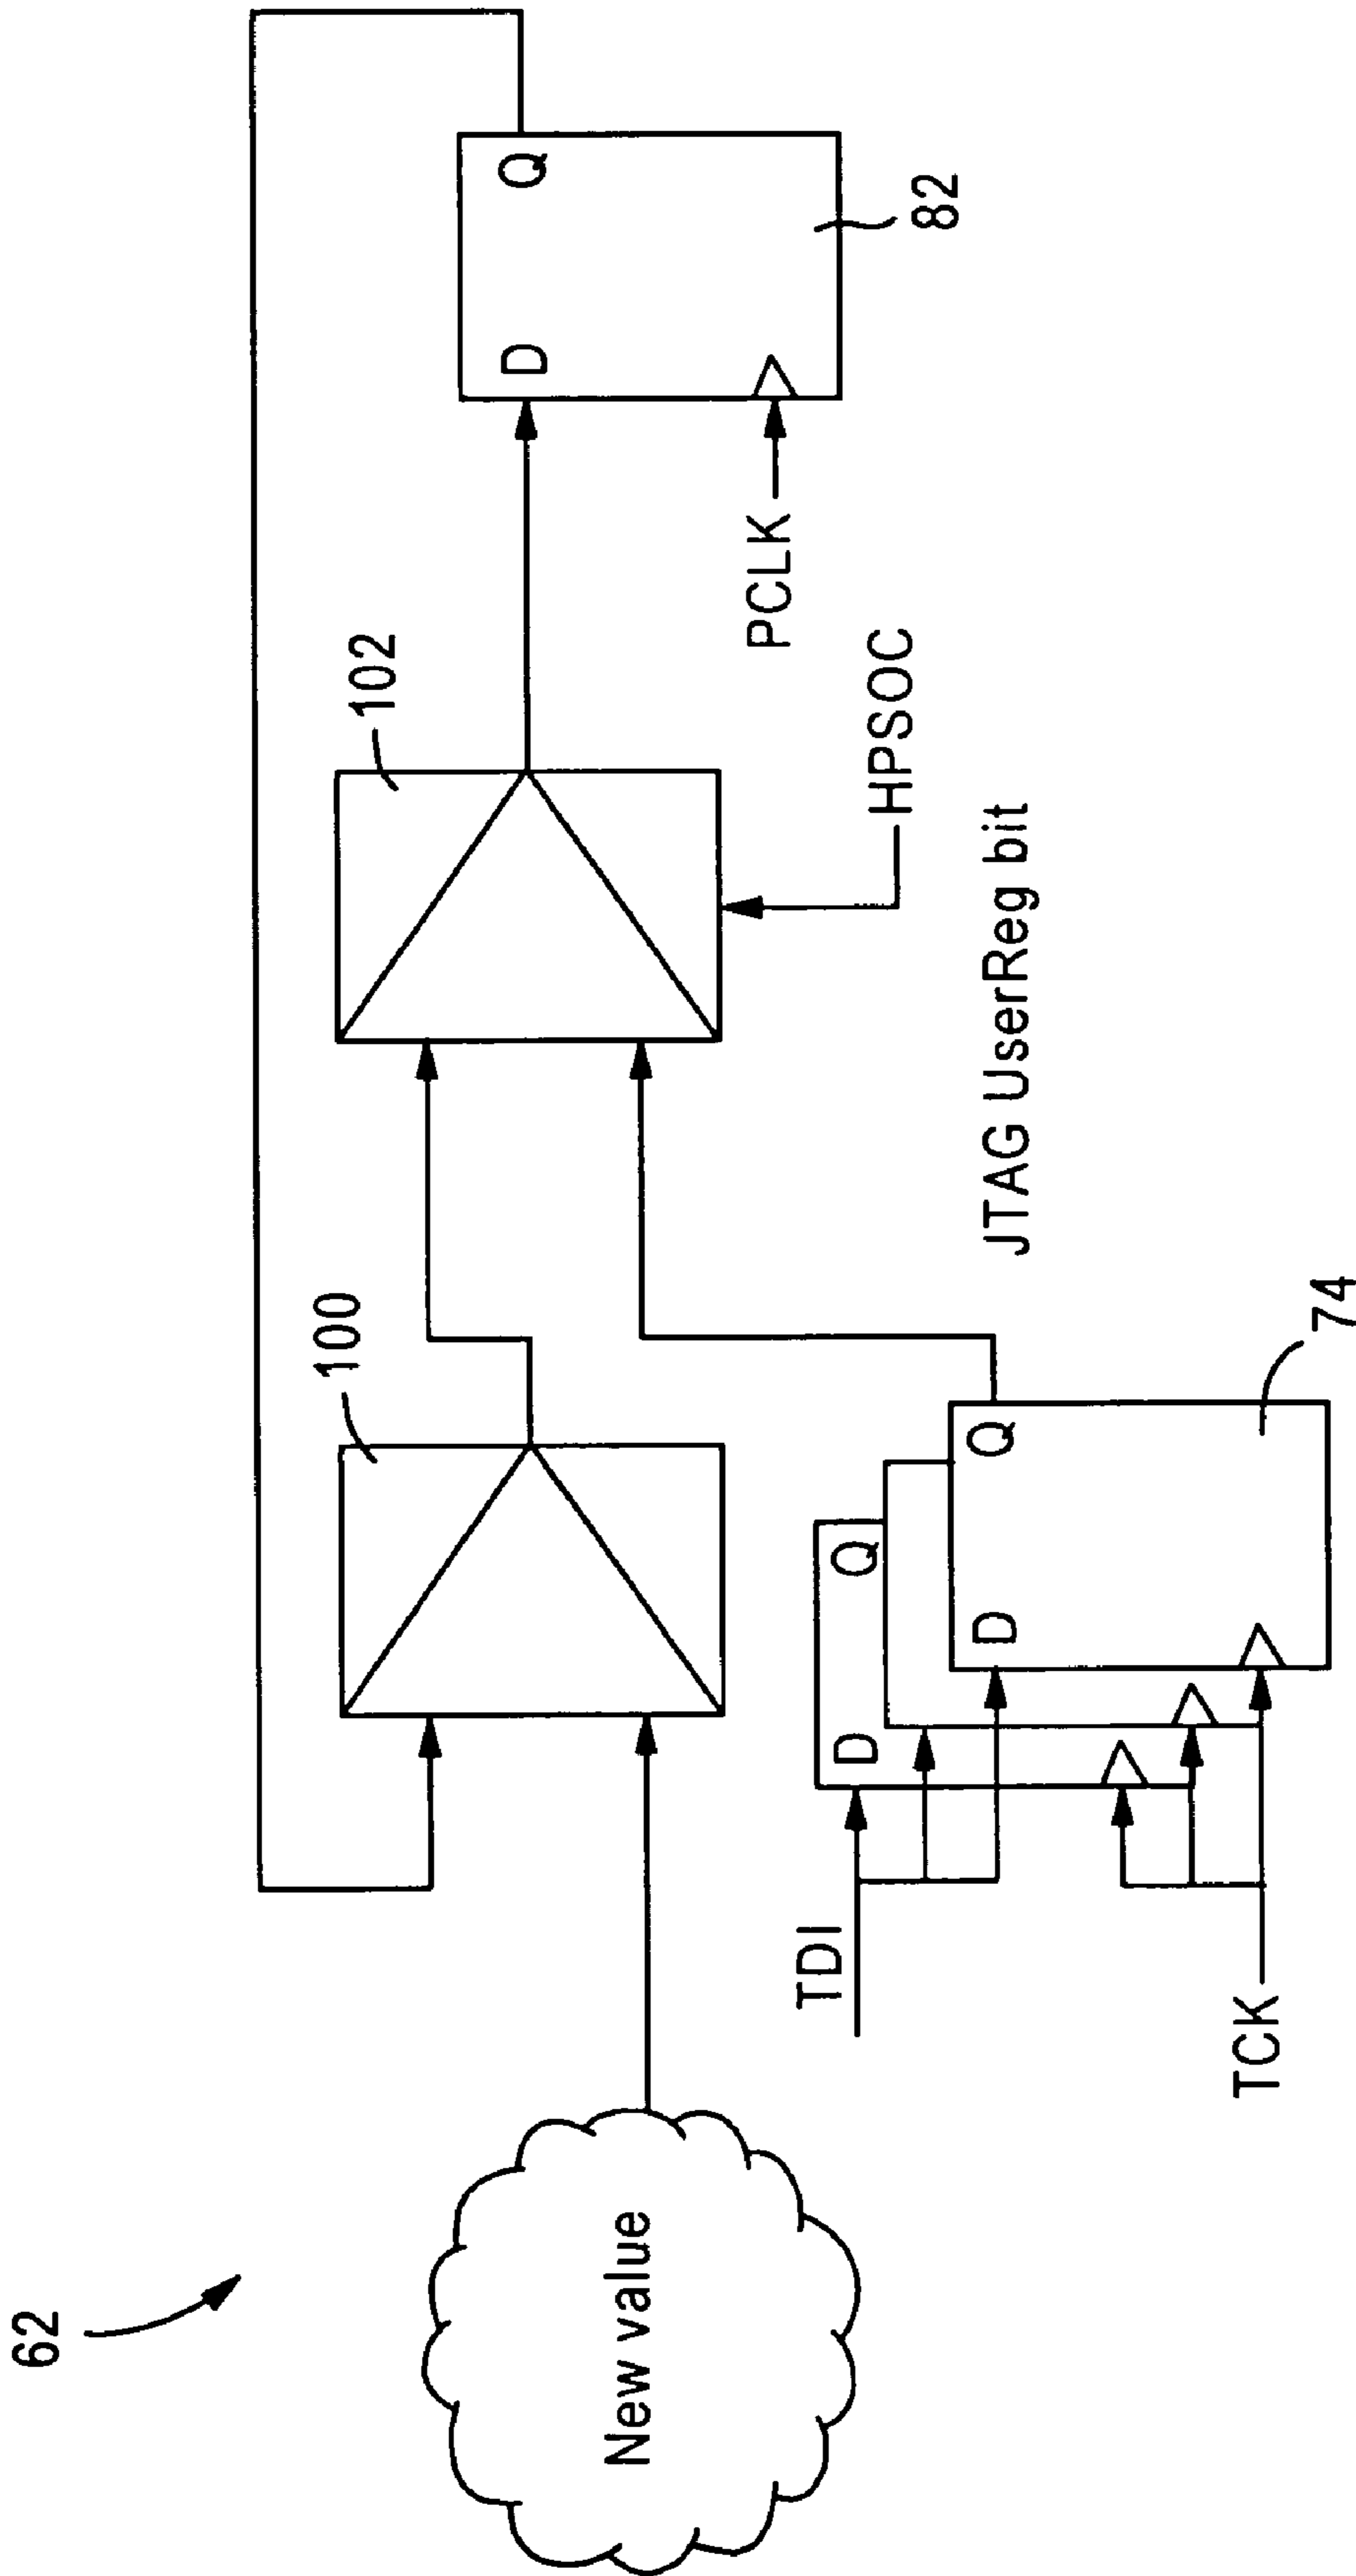 62
100
102
D
Q
PCLK
82
HPSOC
New value
JTAG UserReg bit
TDI
D
Q
D
Q
TCK
74